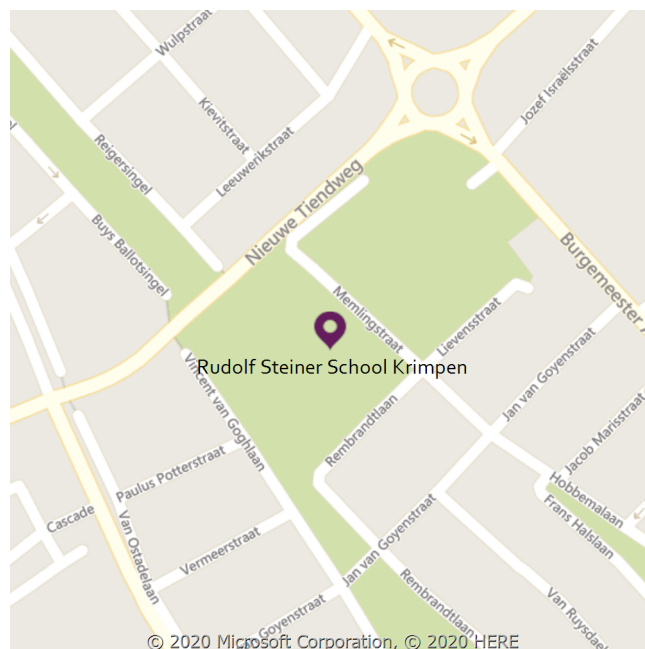 Wulpstraat
Jozef Israëlsstraat
Kievitstraat
Reigersingel
Leeuwerikstraat
Nieuwe Tiendweg
Buys Ballotsingel
Burgemeester
Memlingstraat
Lievensstraat
Rudolf Steiner School Krimpen
Vincent van Goghlaan
Jan van Goyenstraat
Rembrandtlaan
Jacob Marisstraat
Paulus Potterstraat
Hobbemalaan
Cascade
Van Ostadelaan
Frans Halslaan
Jan van Goyenstraat
Vermeerstraat
Rembrandtlaan
Van Ruysdael
Goyenstraat
© 2020 Microsoft Corporation, © 2020 HERE